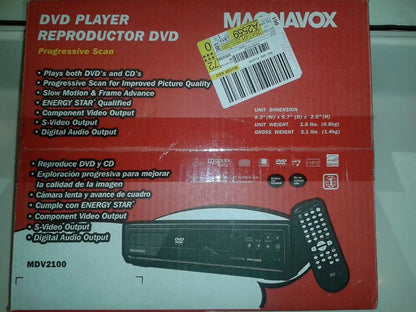 DVD PLAYER
REPRODUCTOR DVD
Progressive Scan
MAGNAVOX
• Plays both DVD's and CD's
• Progressive Scan for Improved Picture Quality
• Slow Motion & Frame Advance
• ENERGY STAR® Qualified
• Component Video Output
• S-Video Output
• Digital Audio Output
A2559
UNIT DIMENSION
UNIT WEIGHT 1.8 lbs. (0.8kg)
GROSS WEIGHT 3.1 lbs. (1.4kg)
• Reproduce DVD y CD
• Exploración progresiva para mejorar
la calidad de la imagen
• Cámara lenta y avance de cuadro
• Cumple con ENERGY STAR®
• Component Video Output
• S-Video Output
• Digital Audio Output
MDV2100